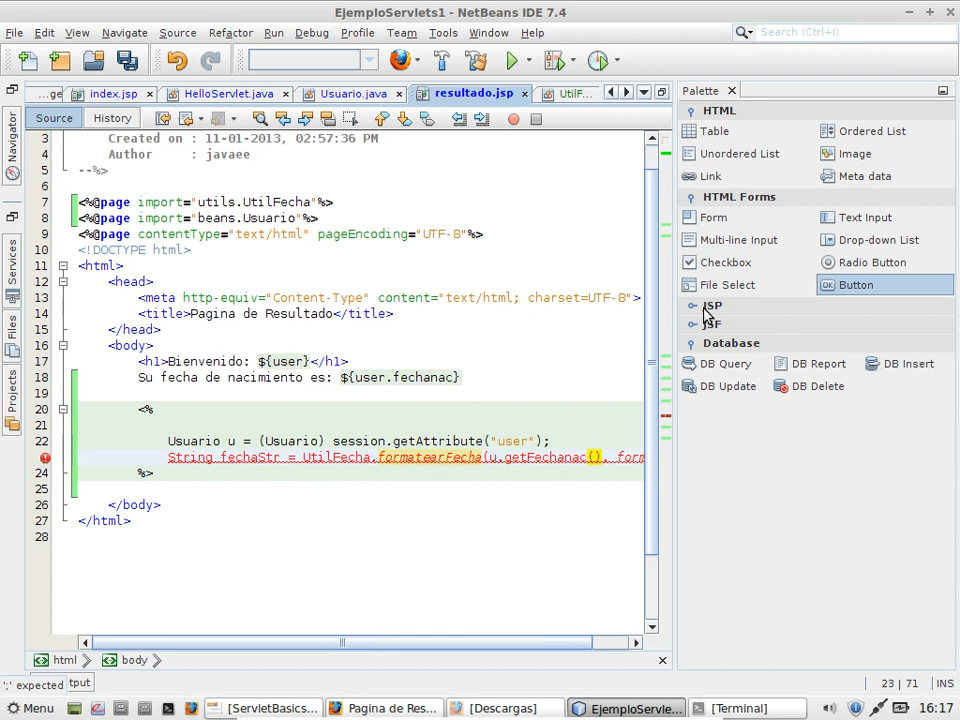 EjemploServlets1 - NetBeans IDE 7.4
File Edit View Navigate Source Refactor Run Debug Profile Team Tools Window Help
Search (Ctrl+I)
...ge index.jsp HelloServlet.java Usuario.java resultado.jsp UtilF...
Palette
Source History
Navigator
Services
Files
Projects
3 Created on : 11-01-2013, 02:57:36 PM
4 Author : javaee
5 --%>
6
7 <%@page import="utils.UtilFecha"%>
8 <%@page import="beans.Usuario"%>
9 <%@page contentType="text/html" pageEncoding="UTF-8"%>
10 <!DOCTYPE html>
11 <html>
12 <head>
13 <meta http-equiv="Content-Type" content="text/html; charset=UTF-8">
14 <title>Pagina de Resultado</title>
15 </head>
16 <body>
17 <h1>Bienvenido: ${user}</h1>
18 Su fecha de nacimiento es: ${user.fechanac}
19
20 <%
21
22 Usuario u = (Usuario) session.getAttribute("user");
String fechaStr = UtilFecha.formatearFecha(u.getFechanac(), form
24 %>
25
26 </body>
27 </html>
28
HTML
Table Ordered List
Unordered List Image
Link Meta data
HTML Forms
Form Text Input
Multi-line Input Drop-down List
Checkbox Radio Button
File Select Button
JSP
JSF
Database
DB Query DB Report DB Insert
DB Update DB Delete
html body
';' expected tput
23 | 71 INS
Menu [ServletBasics... Pagina de Res... [Descargas] EjemploServle... [Terminal] 16:17